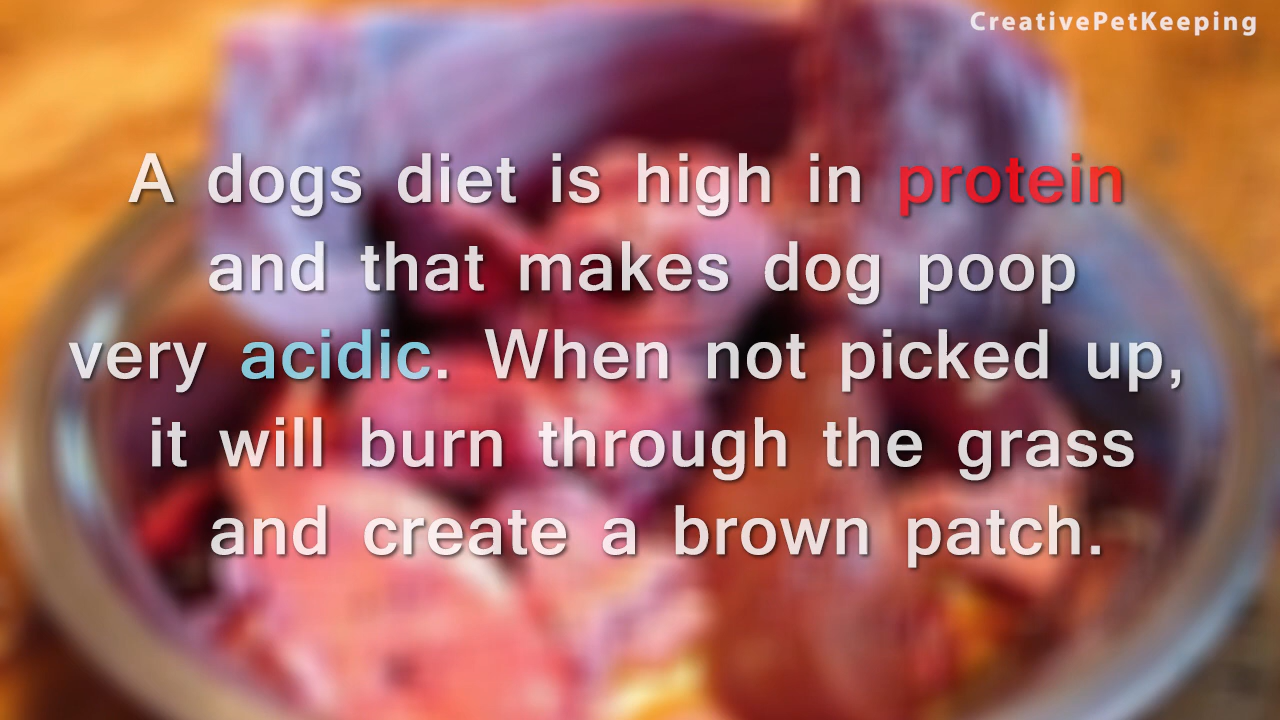 CreativePetKeeping
A dogs diet is high in protein
and that makes dog poop
very acidic. When not picked up,
it will burn through the grass
and create a brown patch.